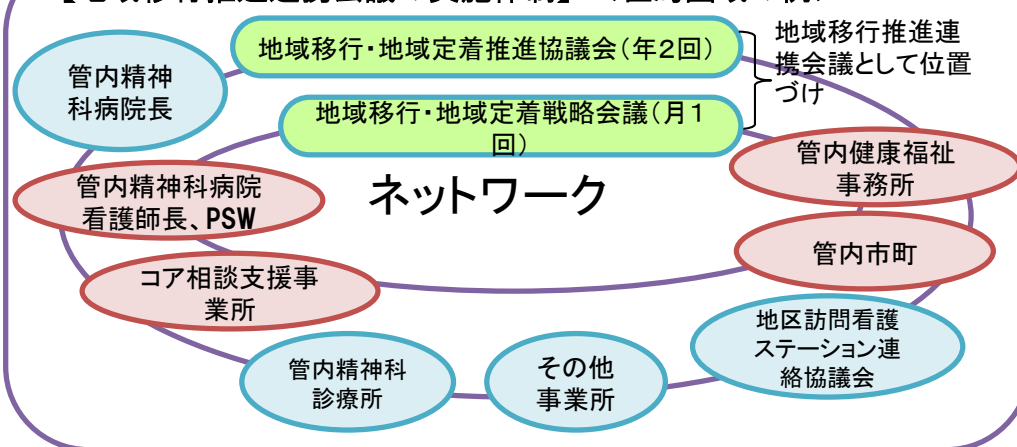 地域移行・地域定着推進協議会(年2回)
地域移行推進連
携会議として位置
づけ
管内精神
科病院長
地域移行・地域定着戦略会議(月1
回)
管内健康福祉
事務所
管内精神科病院
看護師長、PSW
ネットワーク
管内市町
コア相談支援事
業所
地区訪問看護
ステーション連
絡協議会
管内精神科
診療所
その他
事業所